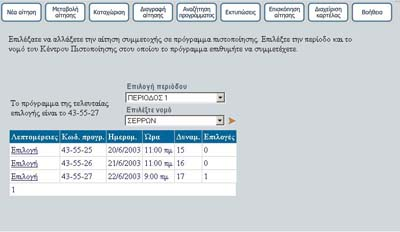 Νέα αίτηση
Μεταβολή αίτησης
Καταχώριση
Διαγραφή αίτησης
Αναζήτηση προγράμματος
Εκτυπώσεις
Επισκόπηση αίτησης
Διαχείριση καρτέλας
Βοήθεια
Επιλέξατε να αλλάξετε την αίτηση συμμετοχής σε πρόγραμμα πιστοποίησης. Επιλέξτε την περίοδο και το
νομό του Κέντρου Πιστοποίησης στου οποίου το πρόγραμμα επιθυμήτε να συμμετέχετε.
Επιλογή περιόδου
ΠΕΡΙΟΔΟΣ 1
Το πρόγραμμα της τελευταίας
επιλογής είναι το 43-55-27
Επιλέξτε νομό
ΣΕΡΡΩΝ
Λεπτομέρειες Κωδ. προγρ. Ημερομ. Ώρα Δυναμ. Επιλογές
Επιλογή 43-55-25 20/6/2003 11:00 πμ 15 0
Επιλογή 43-55-26 21/6/2003 11:00 πμ 16 0
Επιλογή 43-55-27 22/6/2003 9:00 πμ 17 1
1